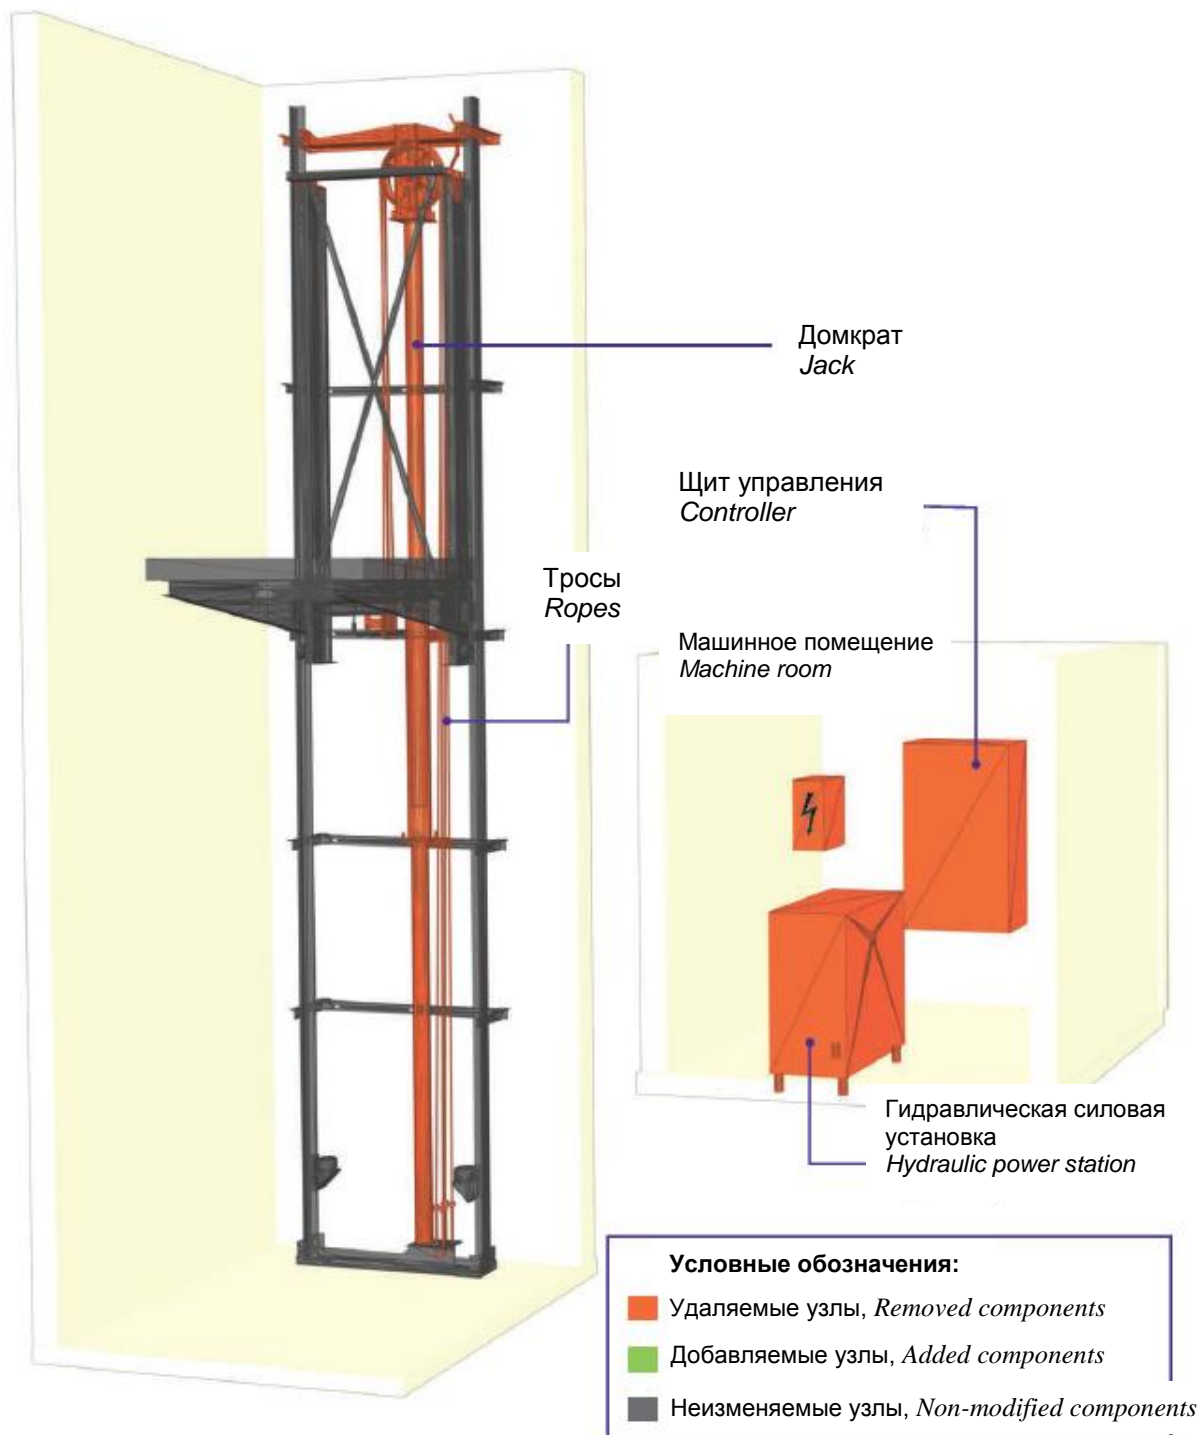 Домкрат
Jack
Щит управления
Controller
Тросы
Ropes
Машинное помещение
Machine room
Гидравлическая силовая
установка
Hydraulic power station
Условные обозначения:
Удаляемые узлы, Removed components
Добавляемые узлы, Added components
Неизменяемые узлы, Non-modified components